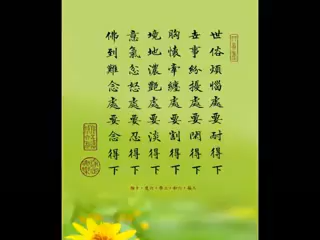 世俗煩惱處要耐得下
世事紛擾處要閑得下
胸懷牽纏處要割得下
境地濃艷處要淡得下
意氣忿怒處要忍得下
佛到難念處要念得下